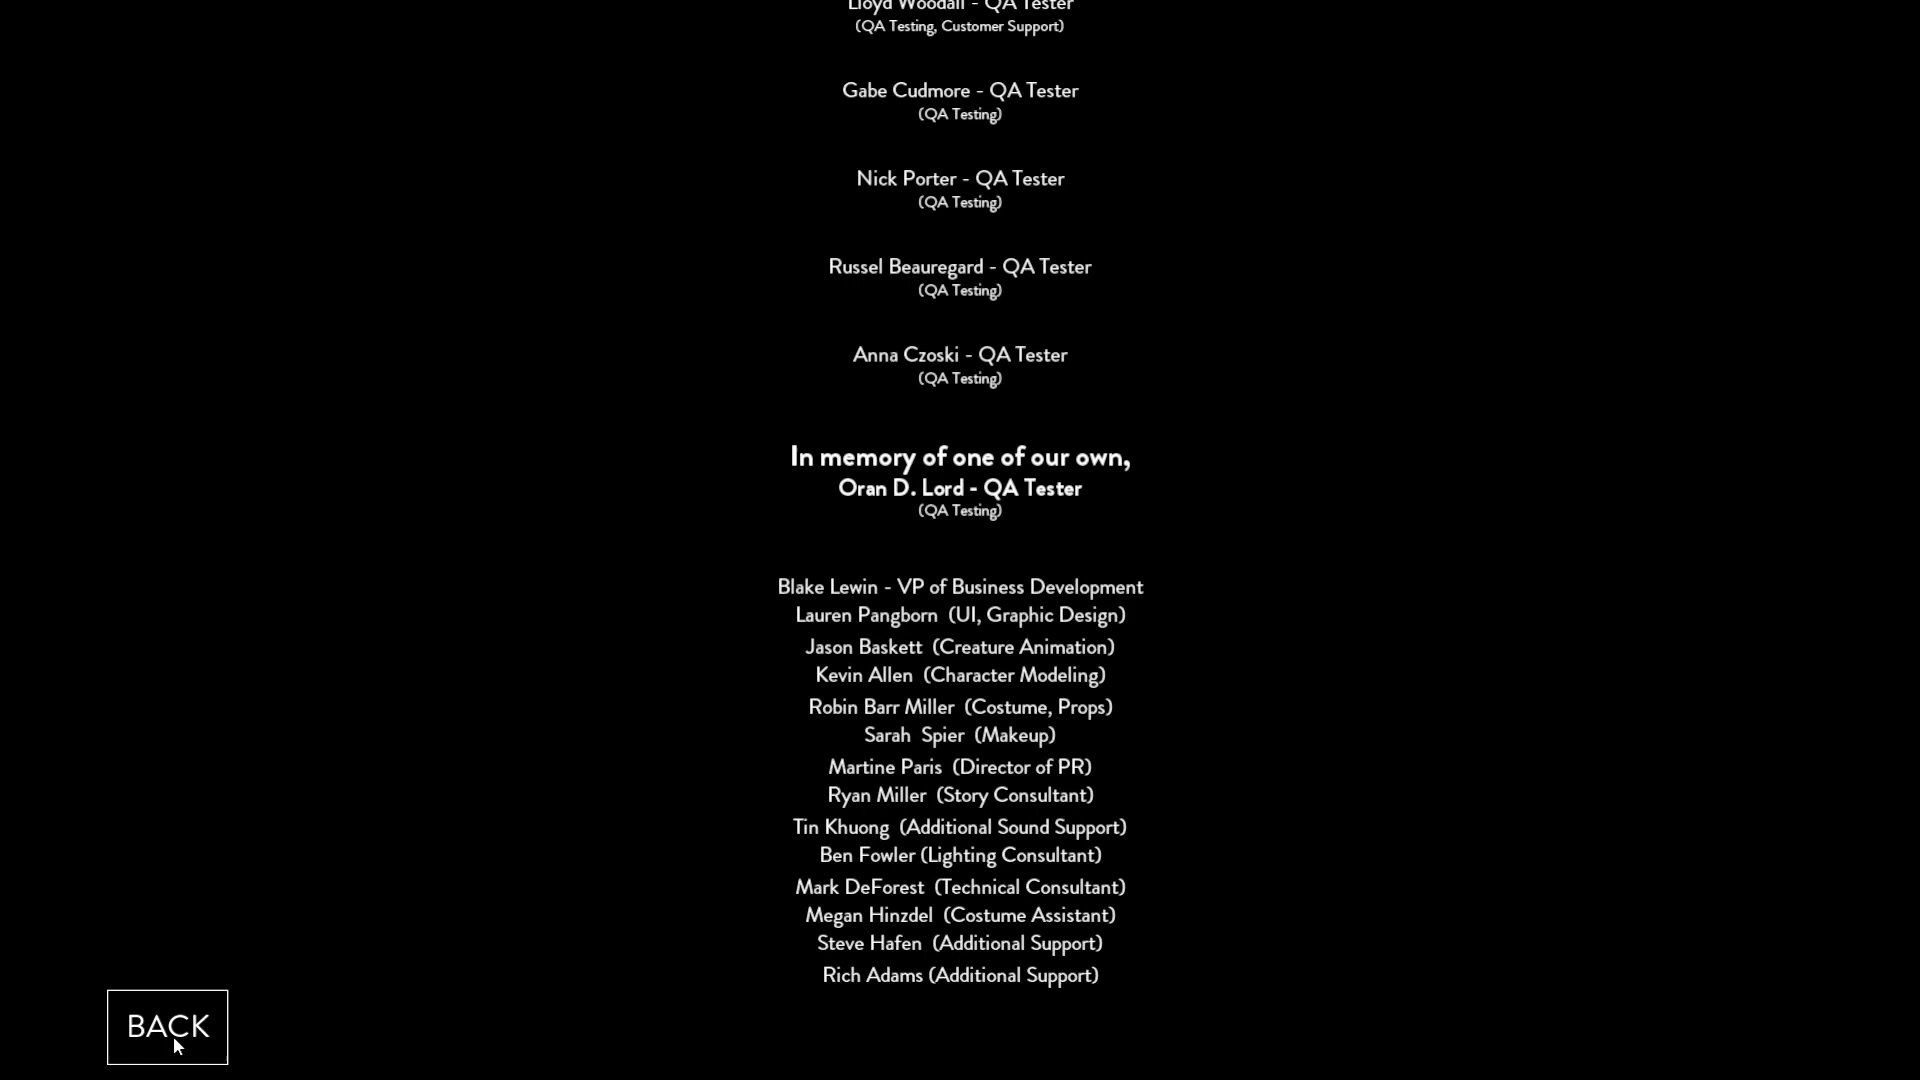 Lloyd Woodall - QA Tester
(QA Testing, Customer Support)
Gabe Cudmore - QA Tester
(QA Testing)
Nick Porter - QA Tester
(QA Testing)
Russel Beauregard - QA Tester
(QA Testing)
Anna Czoski - QA Tester
(QA Testing)
In memory of one of our own,
Oran D. Lord - QA Tester
(QA Testing)
Blake Lewin - VP of Business Development
Lauren Pangborn (UI, Graphic Design)
Jason Baskett (Creature Animation)
Kevin Allen (Character Modeling)
Robin Barr Miller (Costume, Props)
Sarah Spier (Makeup)
Martine Paris (Director of PR)
Ryan Miller (Story Consultant)
Tin Khuong (Additional Sound Support)
Ben Fowler (Lighting Consultant)
Mark DeForest (Technical Consultant)
Megan Hinzdel (Costume Assistant)
Steve Hafen (Additional Support)
Rich Adams (Additional Support)
BACK